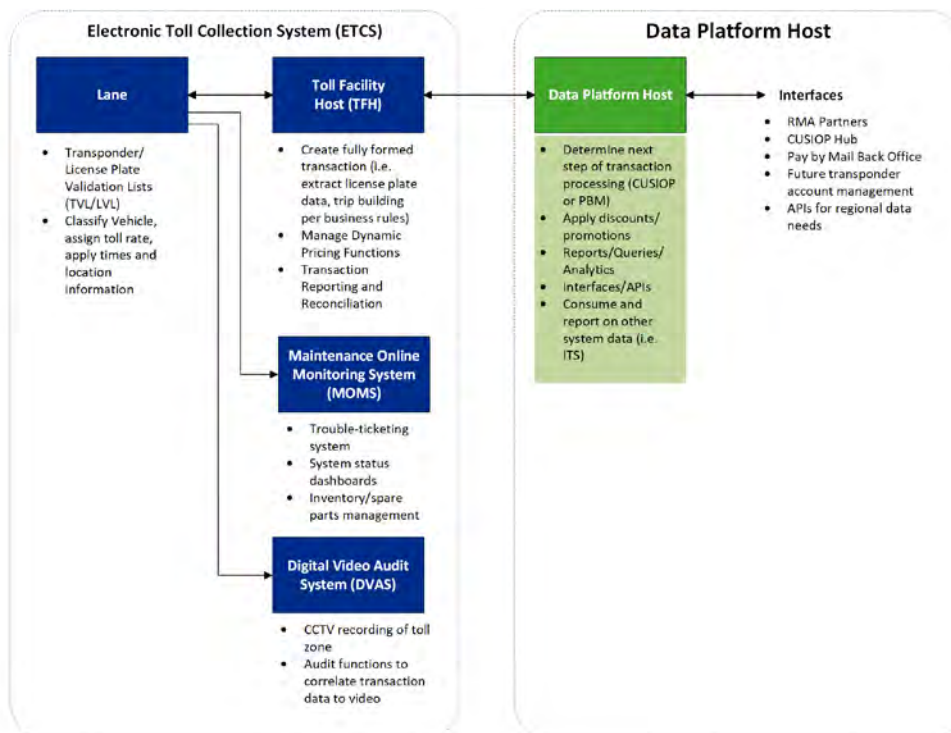 Electronic Toll Collection System (ETCS)
Lane
• Transponder/
License Plate
Validation Lists
(TVL/LVL)
• Classify Vehicle,
assign toll rate,
apply times and
location
Information
Toll Facility
Host (TFH)
• Create fully formed
transaction (i.e.
extract license plate
data, trip building
per business rules)
• Manage Dynamic
Pricing Functions
• Transaction
Reporting and
Reconciliation
Maintenance Online
Monitoring System
(MOMS)
• Trouble-ticketing
system
• System status
dashboards
• Inventory/spare
parts management
Digital Video Audit
System (DVAS)
• CCTV recording of toll
zone
• Audit functions to
correlate transaction
data to video
Data Platform Host
Data Platform Host
• Determine next
step of transaction
processing (CUSIOP
or PBM)
• Apply discounts/
promotions
• Reports/Queries/
Analytics
• Interfaces/APIs
• Consume and
report on other
system data (i.e.
ITS)
Interfaces
• RMA Partners
• CUSIOP Hub
• Pay by Mail Back Office
• Future transponder
account management
• APIs for regional data
needs